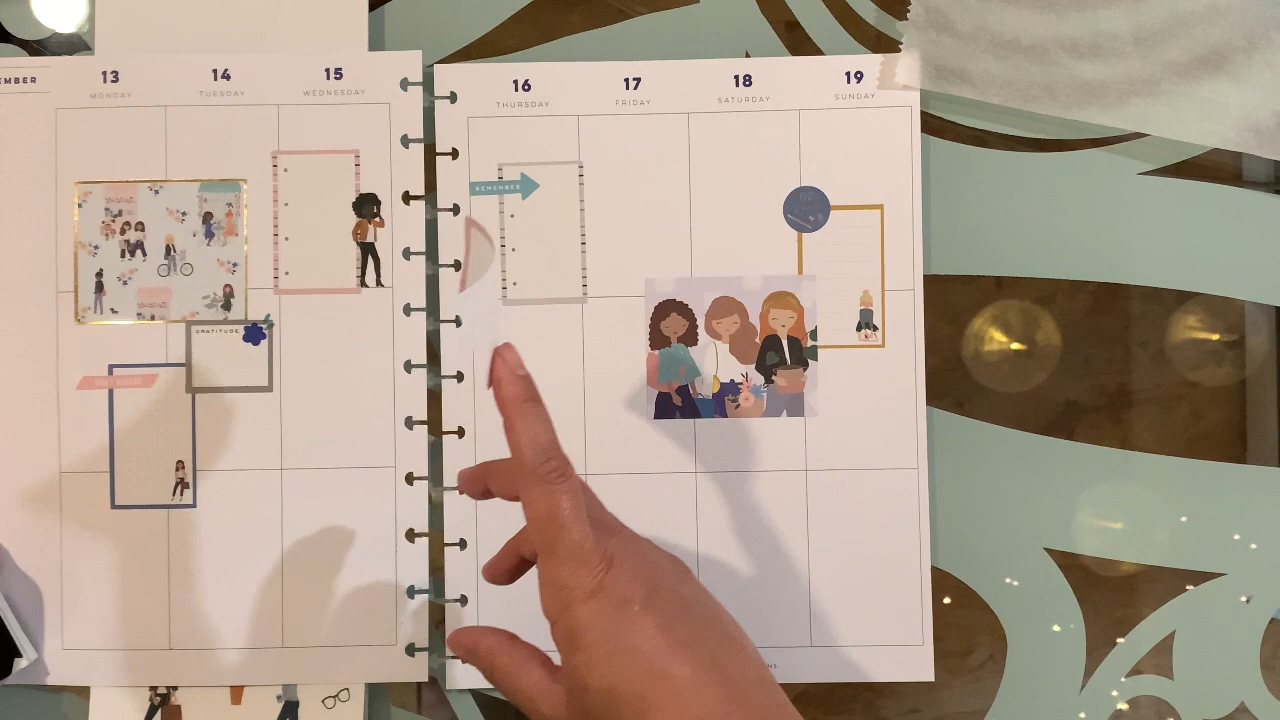 EMBER
13
MONDAY
14
TUESDAY
15
WEDNESDAY
16
THURSDAY
17
FRIDAY
18
SATURDAY
19
SUNDAY
REMEMBER
GRATITUDE